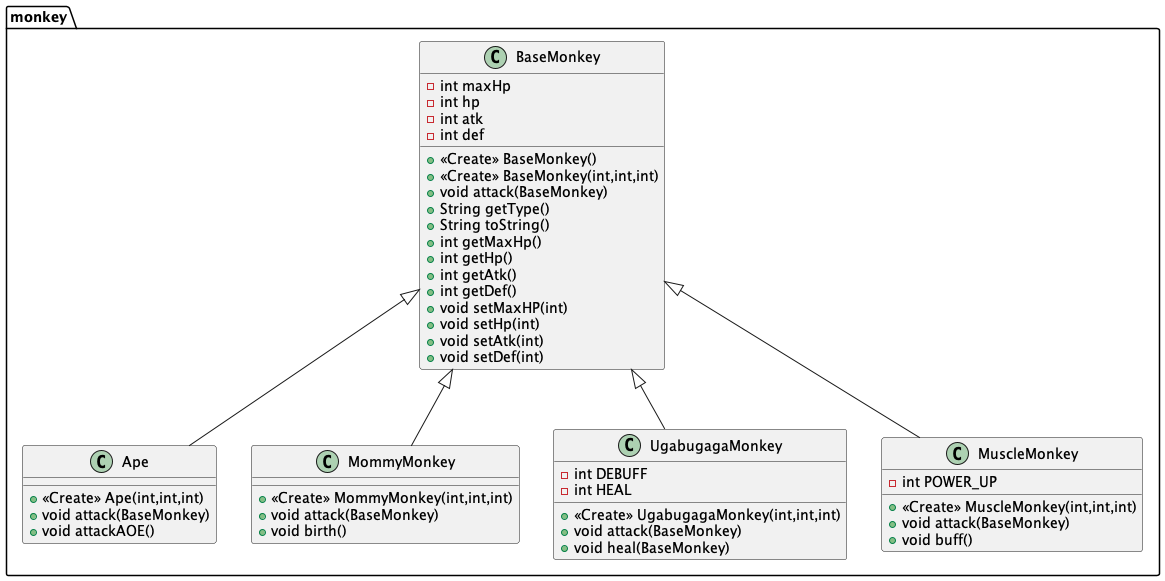 monkey
C BaseMonkey
int maxHp
int hp
int atk
int def
«Create» BaseMonkey()
«Create» BaseMonkey(int,int,int)
void attack(BaseMonkey)
String getType()
String toString()
int getMaxHp()
int getHp()
int getAtk()
int getDef()
void setMaxHP(int)
void setHp(int)
void setAtk(int)
void setDef(int)
C Ape
«Create» Ape(int,int,int)
void attack(BaseMonkey)
void attackAOE()
C MommyMonkey
«Create» MommyMonkey(int,int,int)
void attack(BaseMonkey)
void birth()
C UgabugagaMonkey
int DEBUFF
int HEAL
«Create» UgabugagaMonkey(int,int,int)
void attack(BaseMonkey)
void heal(BaseMonkey)
C MuscleMonkey
int POWER_UP
«Create» MuscleMonkey(int,int,int)
void attack(BaseMonkey)
void buff()